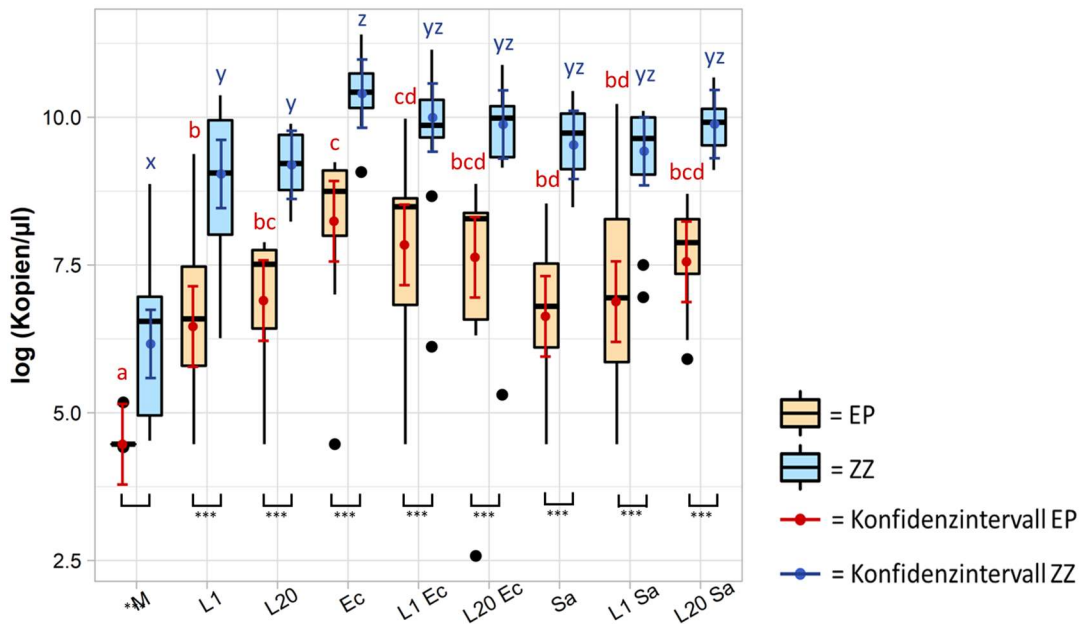 log (Kopien/µl)
10.0
7.5
5.0
2.5
a
x
b
y
bc
y
c
z
cd
yz
bcd
yz
bd
yz
bd
yz
bcd
yz
***
***
***
***
***
***
***
***
**M
L1
L20
Ec
L1 Ec
L20 Ec
Sa
L1 Sa
L20 Sa
= EP
= ZZ
= Konfidenzintervall EP
= Konfidenzintervall ZZ